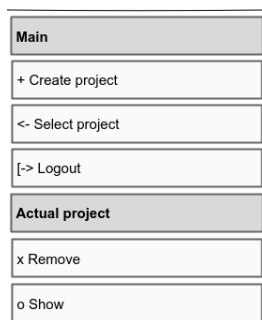 Main
+ Create project
<- Select project
[-> Logout
Actual project
x Remove
o Show